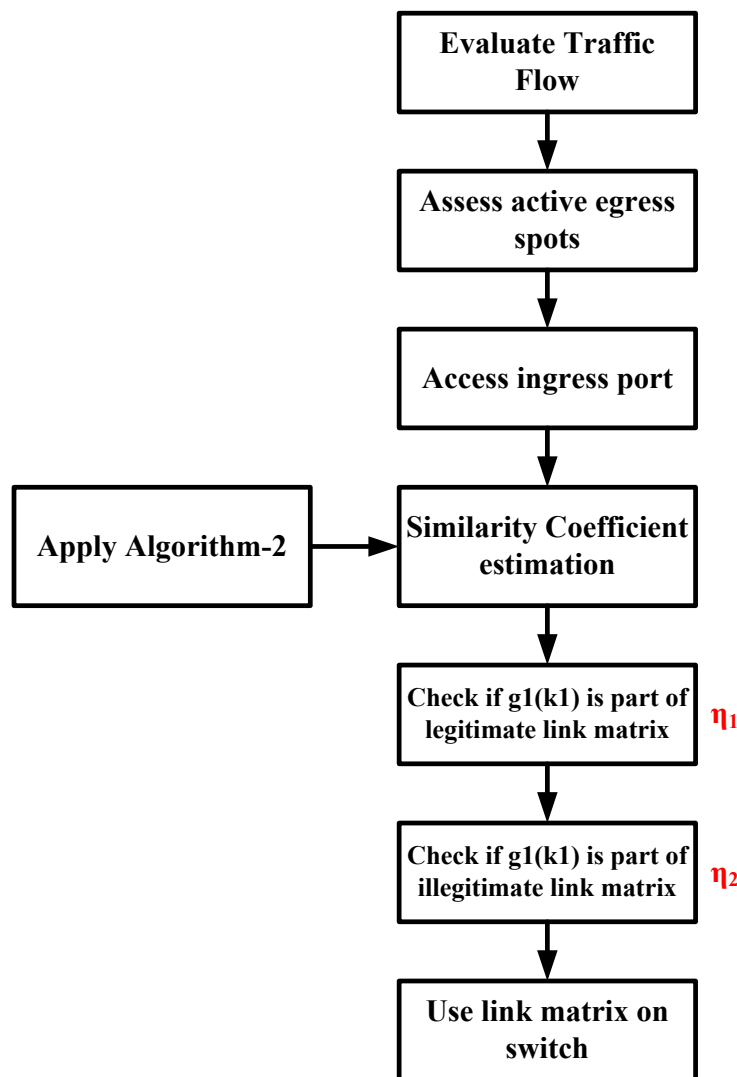 Evaluate Traffic
Flow
Assess active egress
spots
Access ingress port
Apply Algorithm-2
Similarity Coefficient
estimation
Check if g1(k1) is part of
legitimate link matrix
η1
Check if g1(k1) is part of
illegitimate link matrix
η2
Use link matrix on
switch